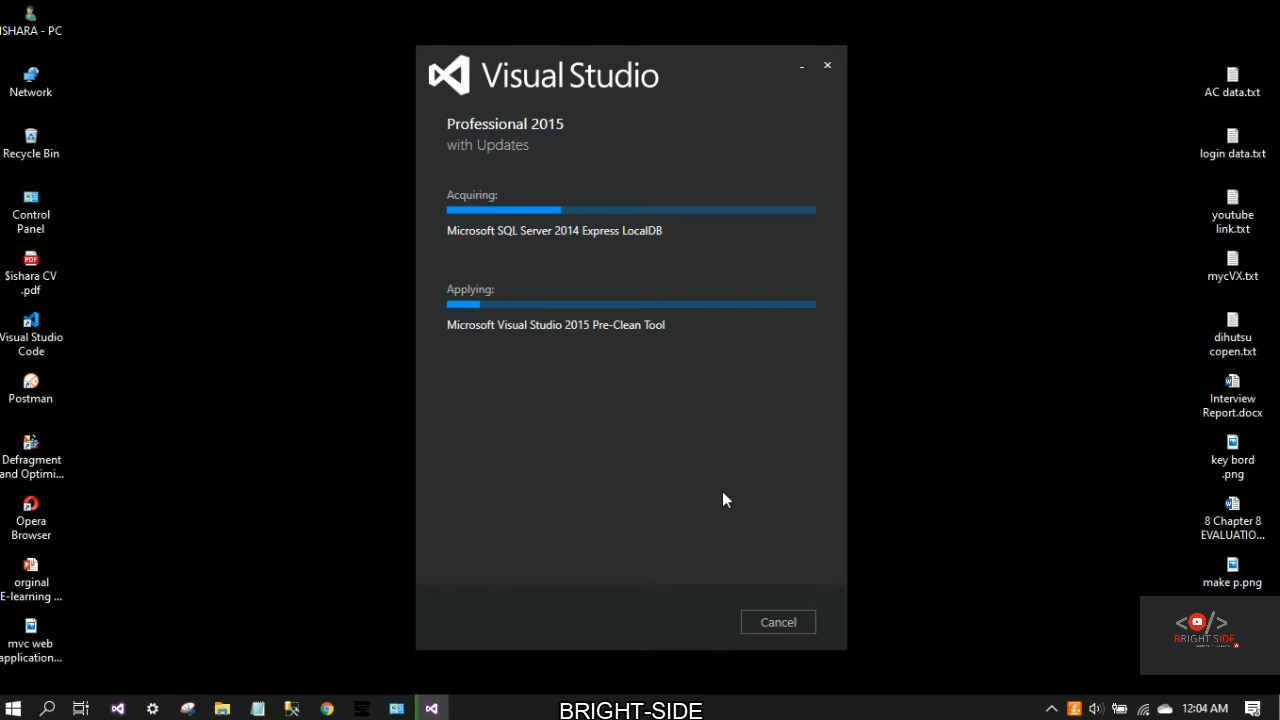 ISHARA - PC
Network
Recycle Bin
Control
Panel
$ishara CV
.pdf
Visual Studio
Code
Postman
Defragment
and Optimi...
Opera
Browser
orginal
E-learning ...
mvc web
application...
Visual Studio
Professional 2015
with Updates
Acquiring:
Microsoft SQL Server 2014 Express LocalDB
Applying:
Microsoft Visual Studio 2015 Pre-Clean Tool
Cancel
AC data.txt
login data.txt
youtube
link.txt
mycVX.txt
dihutsu
copen.txt
Interview
Report.docx
key bord
.png
8 Chapter 8
EVALUATIO...
make p.png
BRIGHT SIDE
BRIGHT-SIDE
12:04 AM